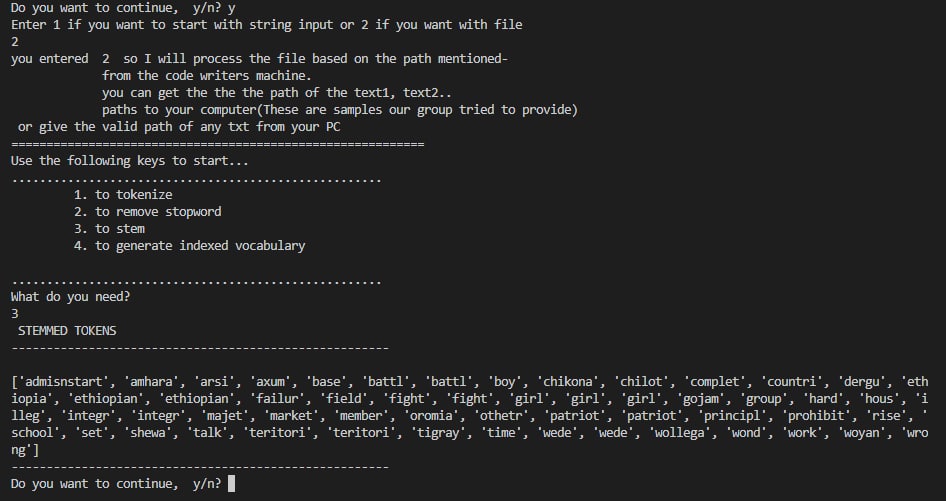 Do you want to continue,  y/n? y
Enter 1 if you want to start with string input or 2 if you want with file
2
you entered  2  so I will process the file based on the path mentioned-
             from the code writers machine.
             you can get the the the path of the text1, text2..
             paths to your computer(These are samples our group tried to provide)
 or give the valid path of any txt from your PC
===========================================================
Use the following keys to start...
.....................................................
         1. to tokenize
         2. to remove stopword
         3. to stem
         4. to generate indexed vocabulary
.....................................................
What do you need?
3
 STEMMED TOKENS
------------------------------------------------------
['admisnstart', 'amhara', 'arsi', 'axum', 'base', 'battl', 'battl', 'boy', 'chikona', 'chilot', 'complet', 'countri', 'dergu', 'eth
iopia', 'ethiopian', 'ethiopian', 'failur', 'field', 'fight', 'fight', 'girl', 'girl', 'girl', 'gojam', 'group', 'hard', 'hous', 'i
lleg', 'integr', 'integr', 'majet', 'market', 'member', 'oromia', 'othetr', 'patriot', 'patriot', 'principl', 'prohibit', 'rise', '
school', 'set', 'shewa', 'talk', 'teritori', 'teritori', 'tigray', 'time', 'wede', 'wede', 'wollega', 'wond', 'work', 'woyan', 'wro
ng']
------------------------------------------------------
Do you want to continue,  y/n?